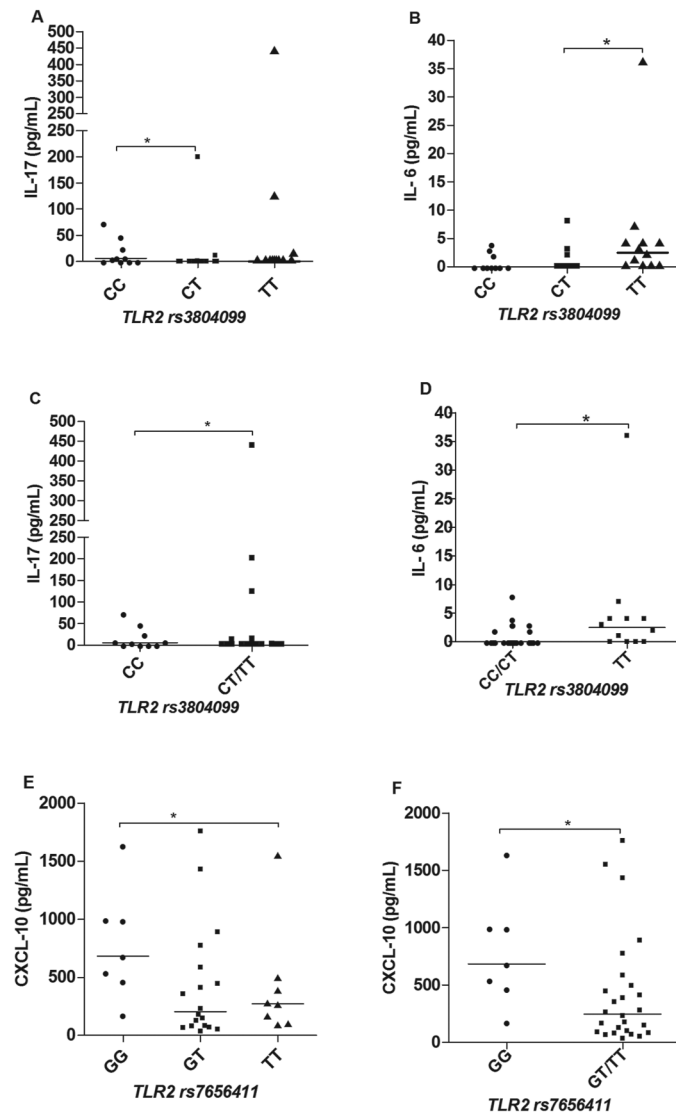 A
500
450
400
350
300
250
200
150
100
50
0
IL-17 (pg/mL)
*
CC
CT
TT
TLR2 rs3804099
B
40
35
30
25
20
15
10
5
0
IL- 6 (pg/mL)
*
CC
CT
TT
TLR2 rs3804099
C
500
450
400
350
300
250
250
200
150
100
50
0
IL-17 (pg/mL)
*
CC
CT/TT
TLR2 rs3804099
D
40
35
30
25
20
15
10
5
0
IL- 6 (pg/mL)
*
CC/CT
TT
TLR2 rs3804099
E
2000
1500
1000
500
0
CXCL-10 (pg/mL)
*
GG
GT
TT
TLR2 rs7656411
F
2000
1500
1000
500
0
CXCL-10 (pg/mL)
*
GG
GT/TT
TLR2 rs7656411